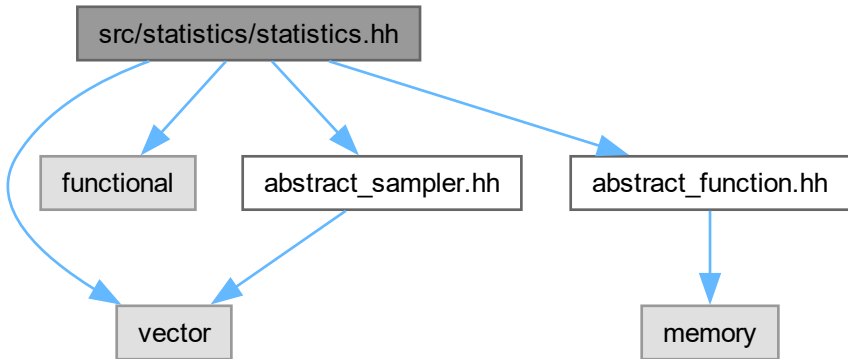 src/statistics/statistics.hh
functional
abstract_sampler.hh
abstract_function.hh
vector
memory